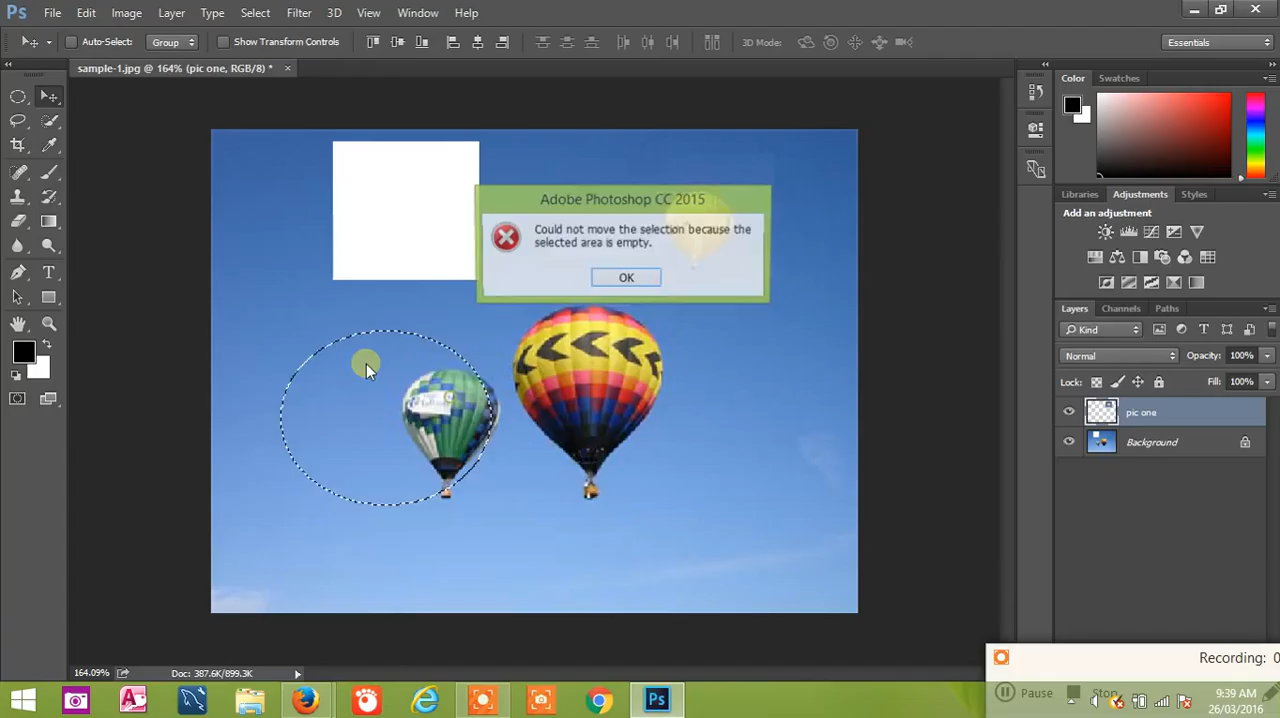 Ps File Edit Image Layer Type Select Filter 3D View Window Help
Auto-Select: Group Show Transform Controls 3D Mode: Essentials
sample-1.jpg @ 164% (pic one, RGB/8) * ×
Color Swatches
Libraries Adjustments Styles
Add an adjustment
Adobe Photoshop CC 2015
Could not move the selection because the
selected area is empty.
OK
Layers Channels Paths
Kind
Normal Opacity: 100%
Lock: Fill: 100%
pic one
Background
164.09% Doc: 387.6K/899.3K
Recording: 0
Pause Stop
Ps
9:39 AM
26/03/2016